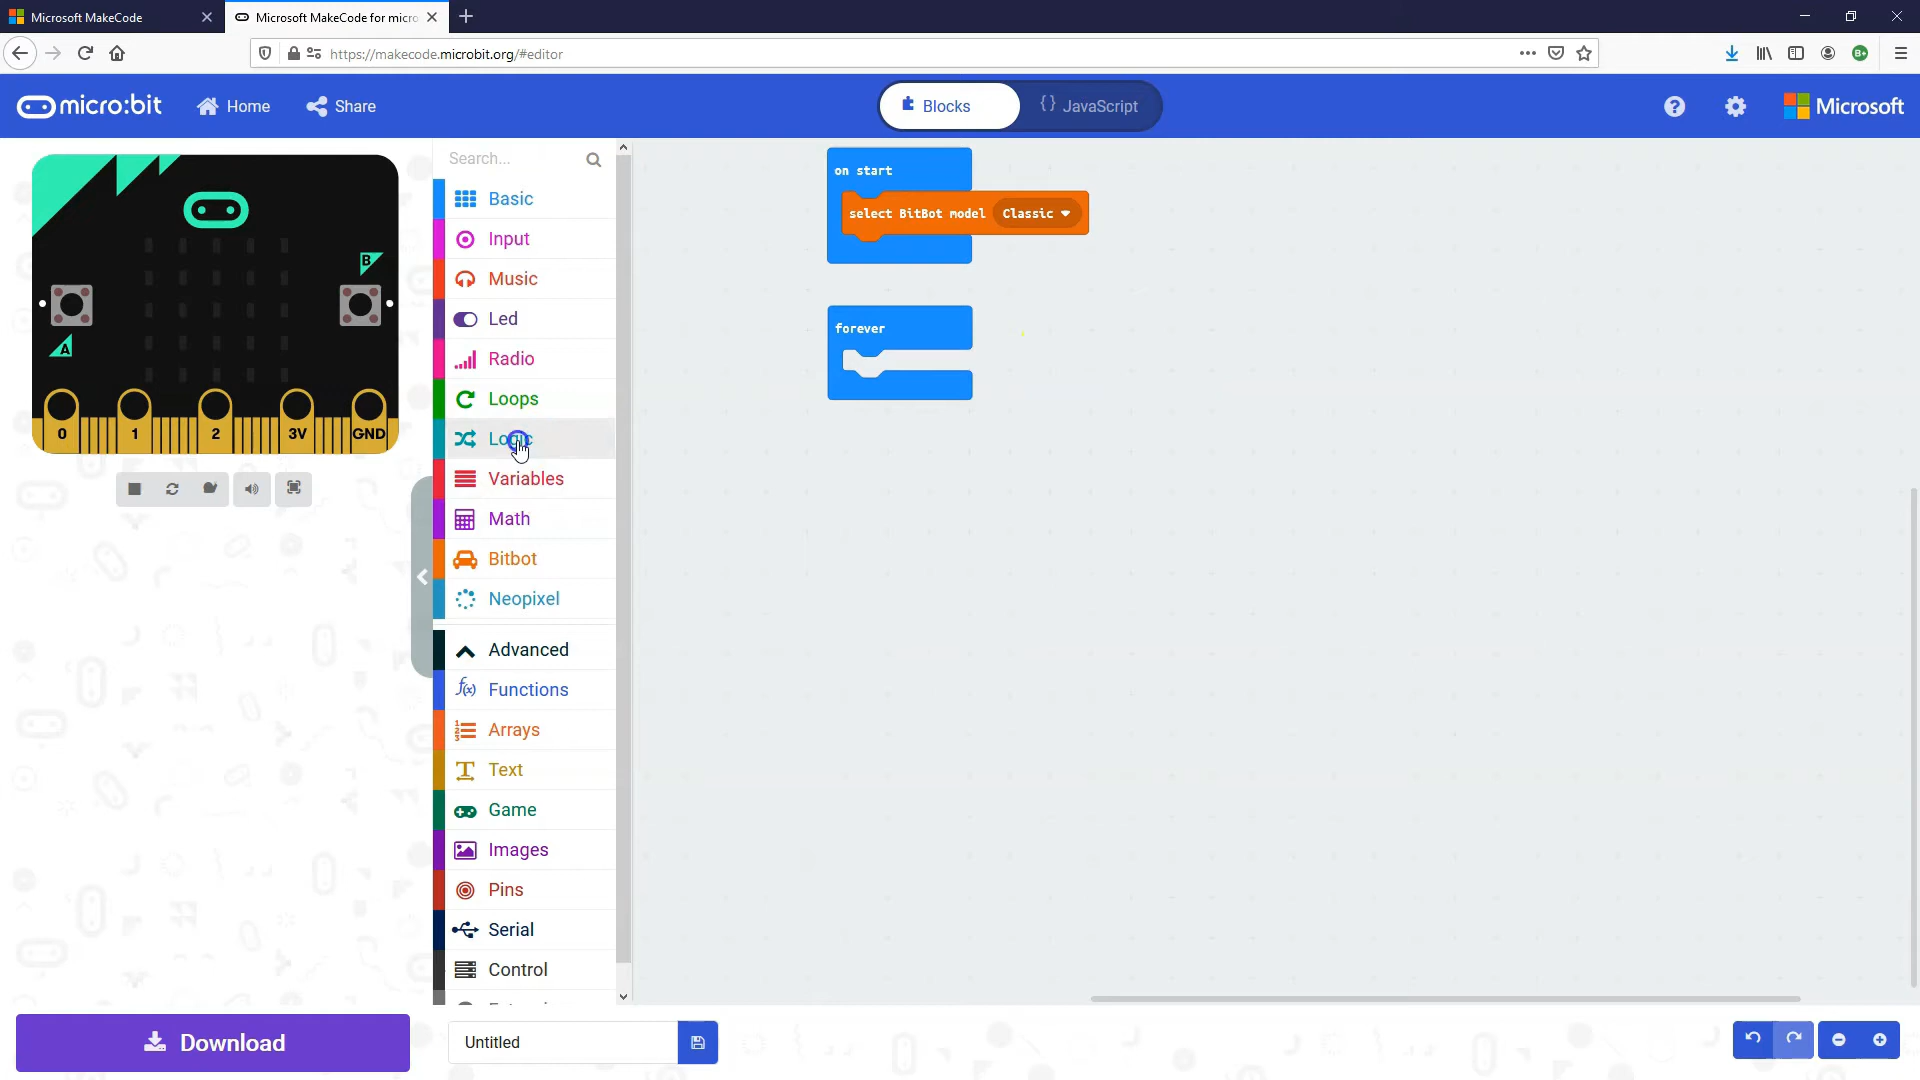 Microsoft MakeCode
Microsoft MakeCode for micro
https://makecode.microbit.org/#editor
B+
micro:bit
Home
Share
Blocks
{ } JavaScript
?
Microsoft
Search...
Basic
Input
Music
Led
Radio
Loops
Logic
Variables
Math
Bitbot
Neopixel
Advanced
f(x) Functions
Arrays
Text
Game
Images
Pins
Serial
Control
B
A
0 1 2 3V GND
on start
select BitBot model Classic
forever
Download
Untitled